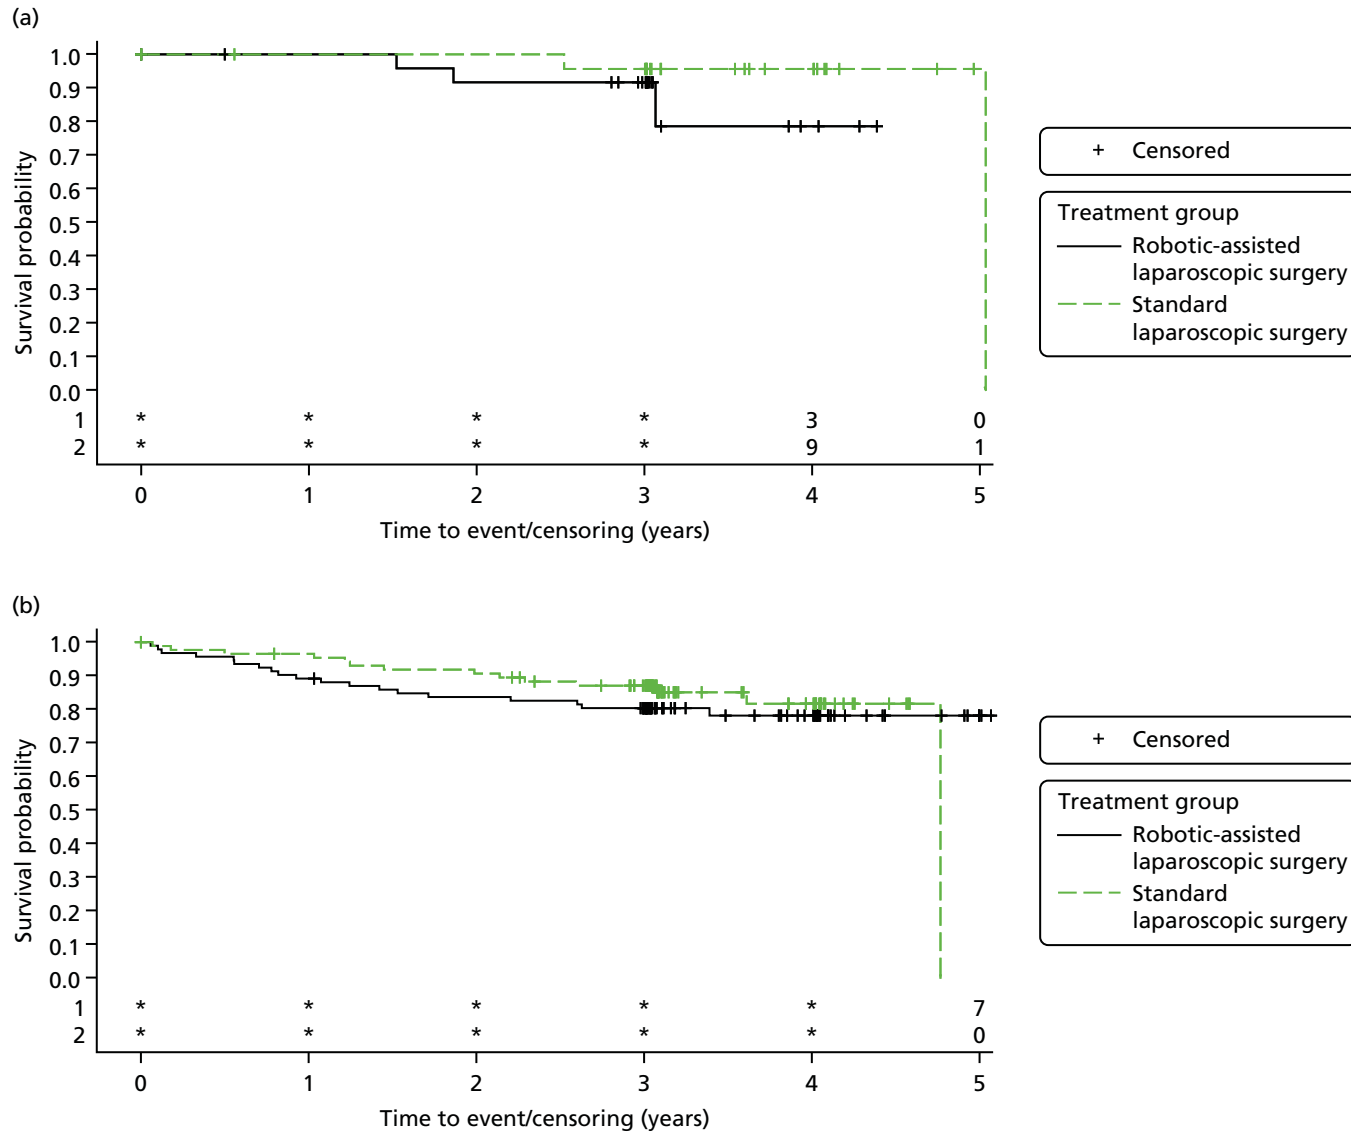 (a)
1.0
0.9
0.8
0.7
0.6
0.5
0.4
0.3
0.2
0.1
0.0
Survival probability
1 * * * * 3 0
2 * * * * 9 1
0 1 2 3 4 5
Time to event/censoring (years)
+ Censored
Treatment group
Robotic-assisted
laparoscopic surgery
Standard
laparoscopic surgery
(b)
1.0
0.9
0.8
0.7
0.6
0.5
0.4
0.3
0.2
0.1
0.0
Survival probability
1 * * * * * 7
2 * * * * * 0
0 1 2 3 4 5
Time to event/censoring (years)
+ Censored
Treatment group
Robotic-assisted
laparoscopic surgery
Standard
laparoscopic surgery